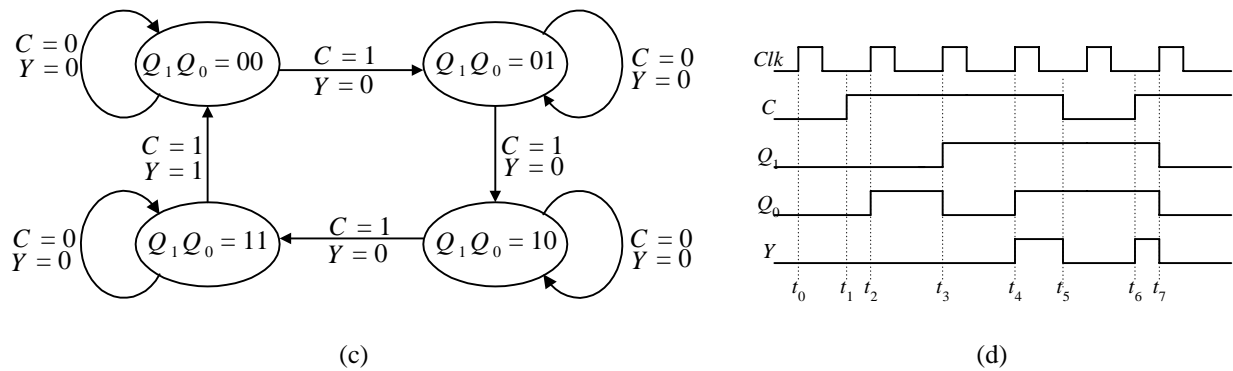 C = 0
Y = 0
Q₁Q₀ = 00
C = 1
Y = 0
Q₁Q₀ = 01
C = 0
Y = 0
C = 1
Y = 1
C = 1
Y = 0
C = 0
Y = 0
Q₁Q₀ = 11
C = 1
Y = 0
Q₁Q₀ = 10
C = 0
Y = 0
(c)
Clk
C
Q₁
Q₀
Y
t₀ t₁ t₂ t₃ t₄ t₅ t₆ t₇
(d)